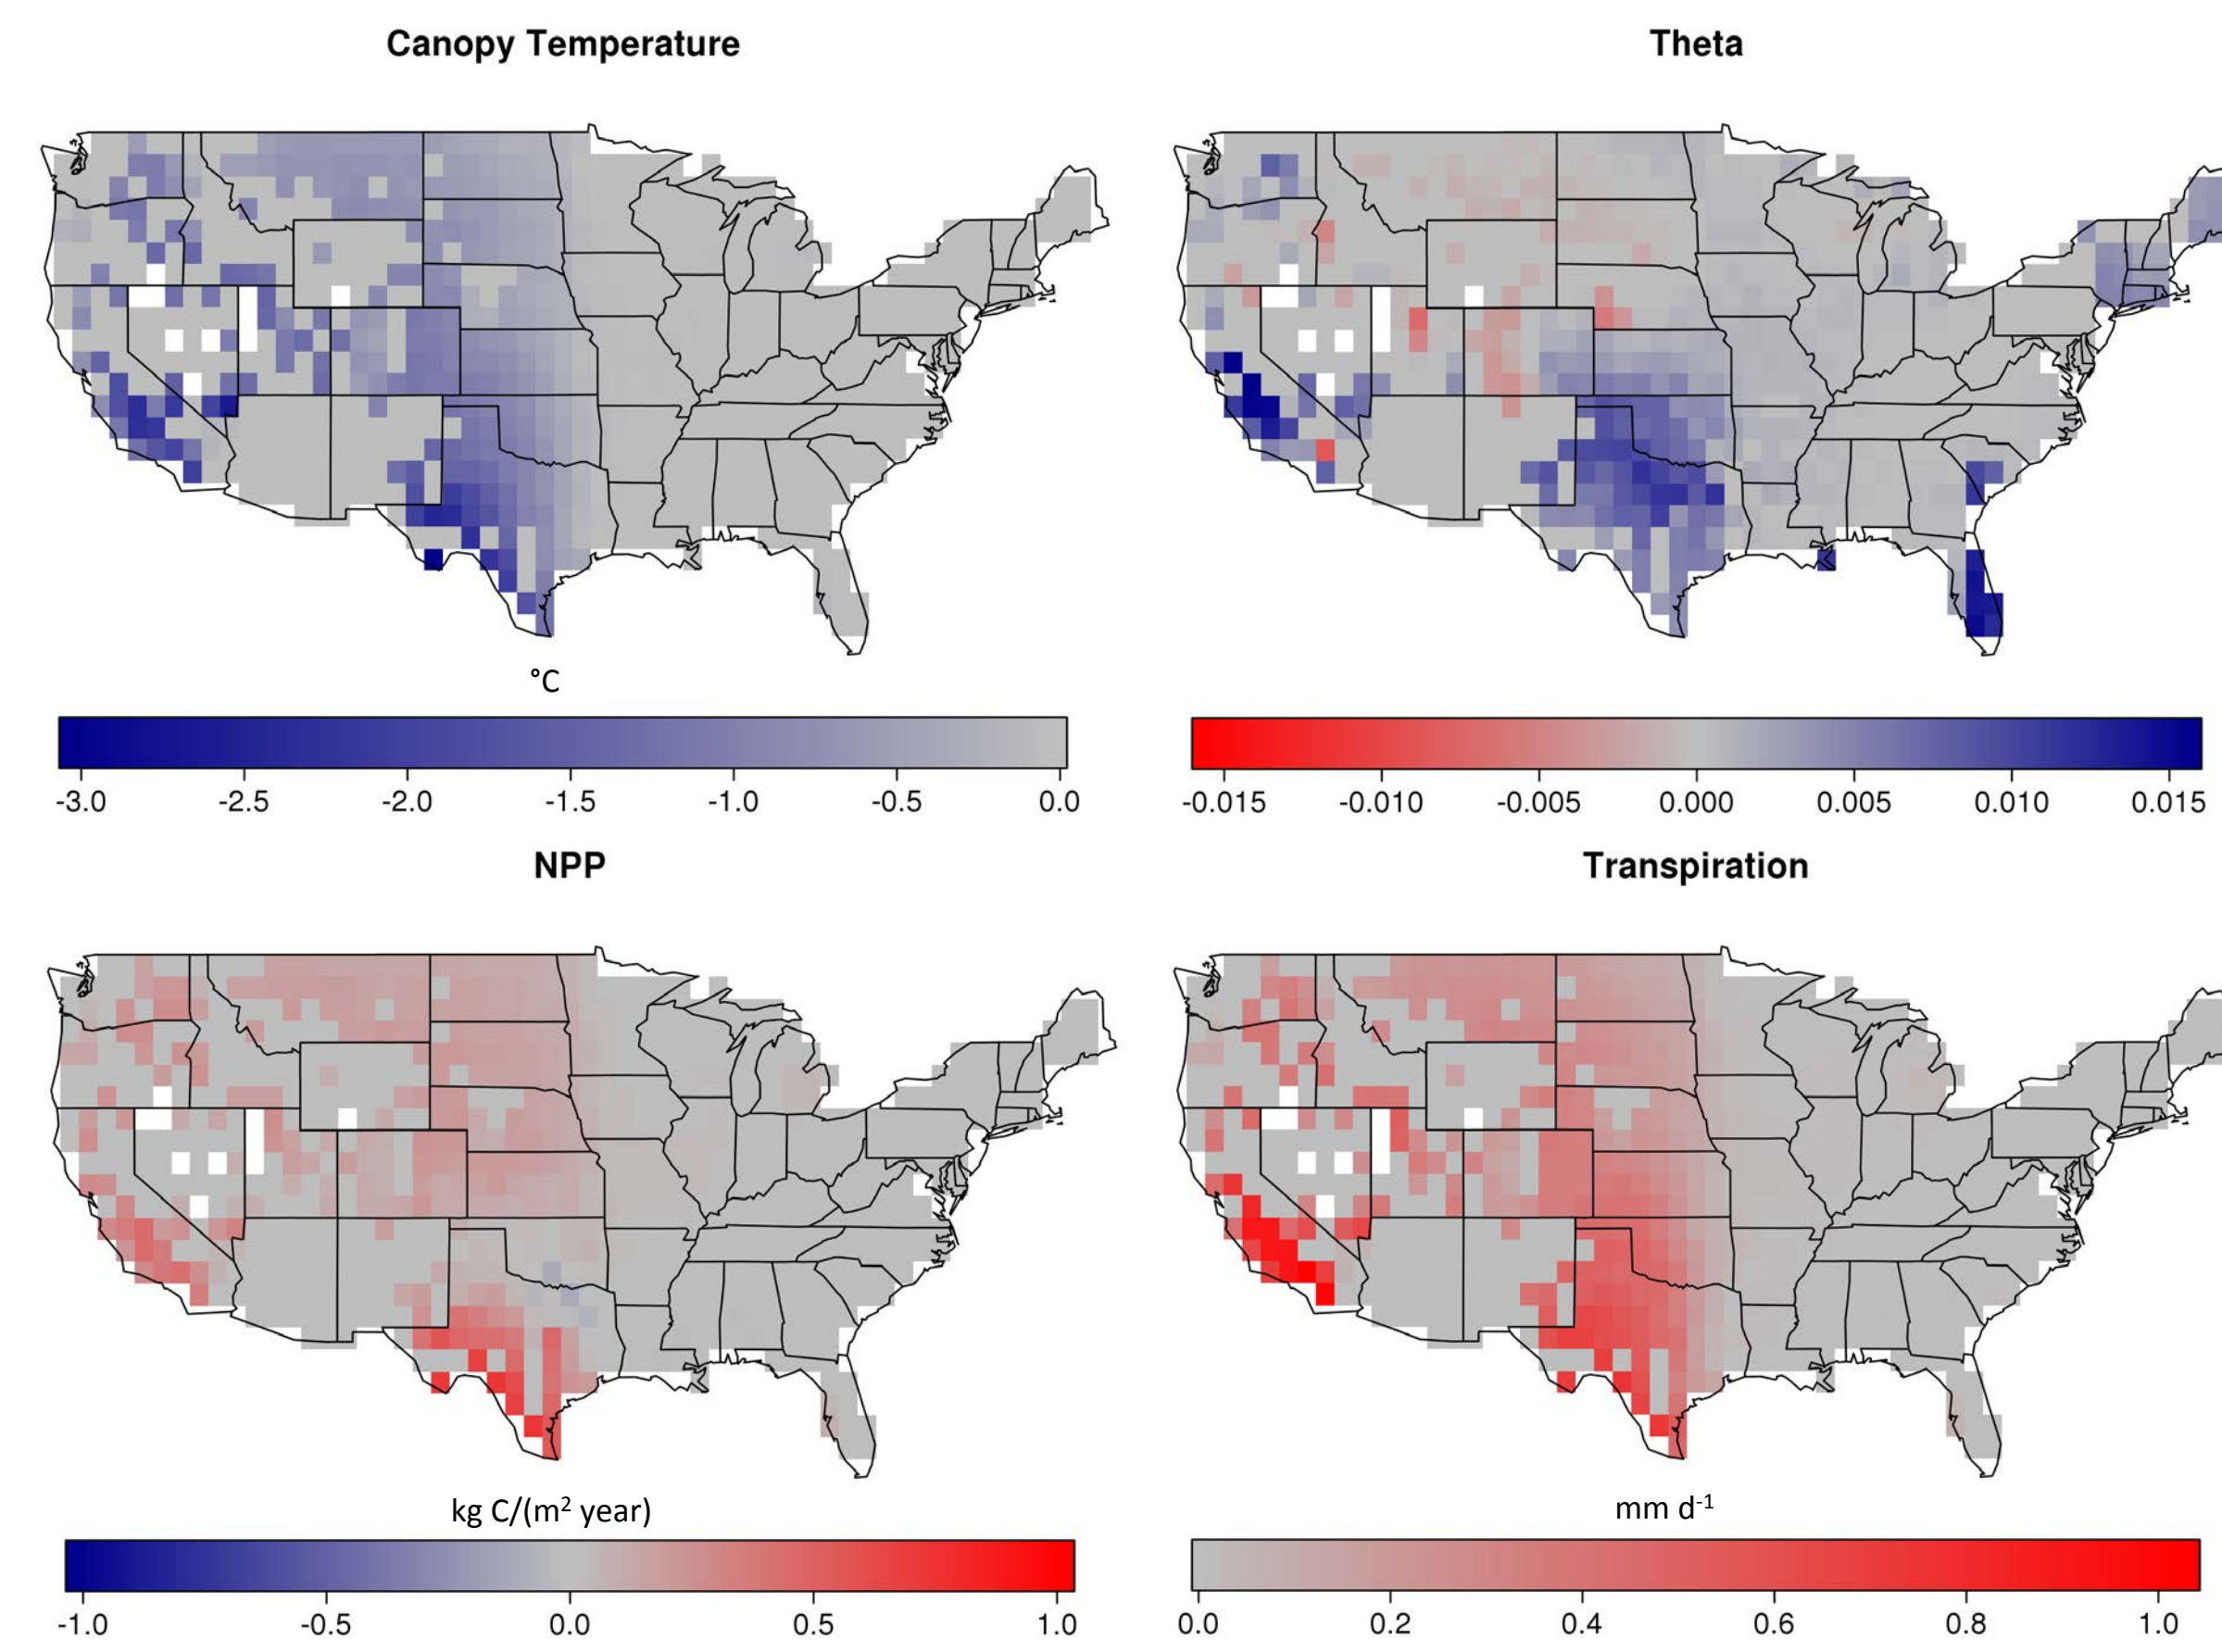 Canopy Temperature
Theta
°C
-3.0 -2.5 -2.0 -1.5 -1.0 -0.5 0.0
-0.015 -0.010 -0.005 0.000 0.005 0.010 0.015
NPP
Transpiration
kg C/(m² year)
mm d⁻¹
-1.0 -0.5 0.0 0.5 1.0
0.0 0.2 0.4 0.6 0.8 1.0